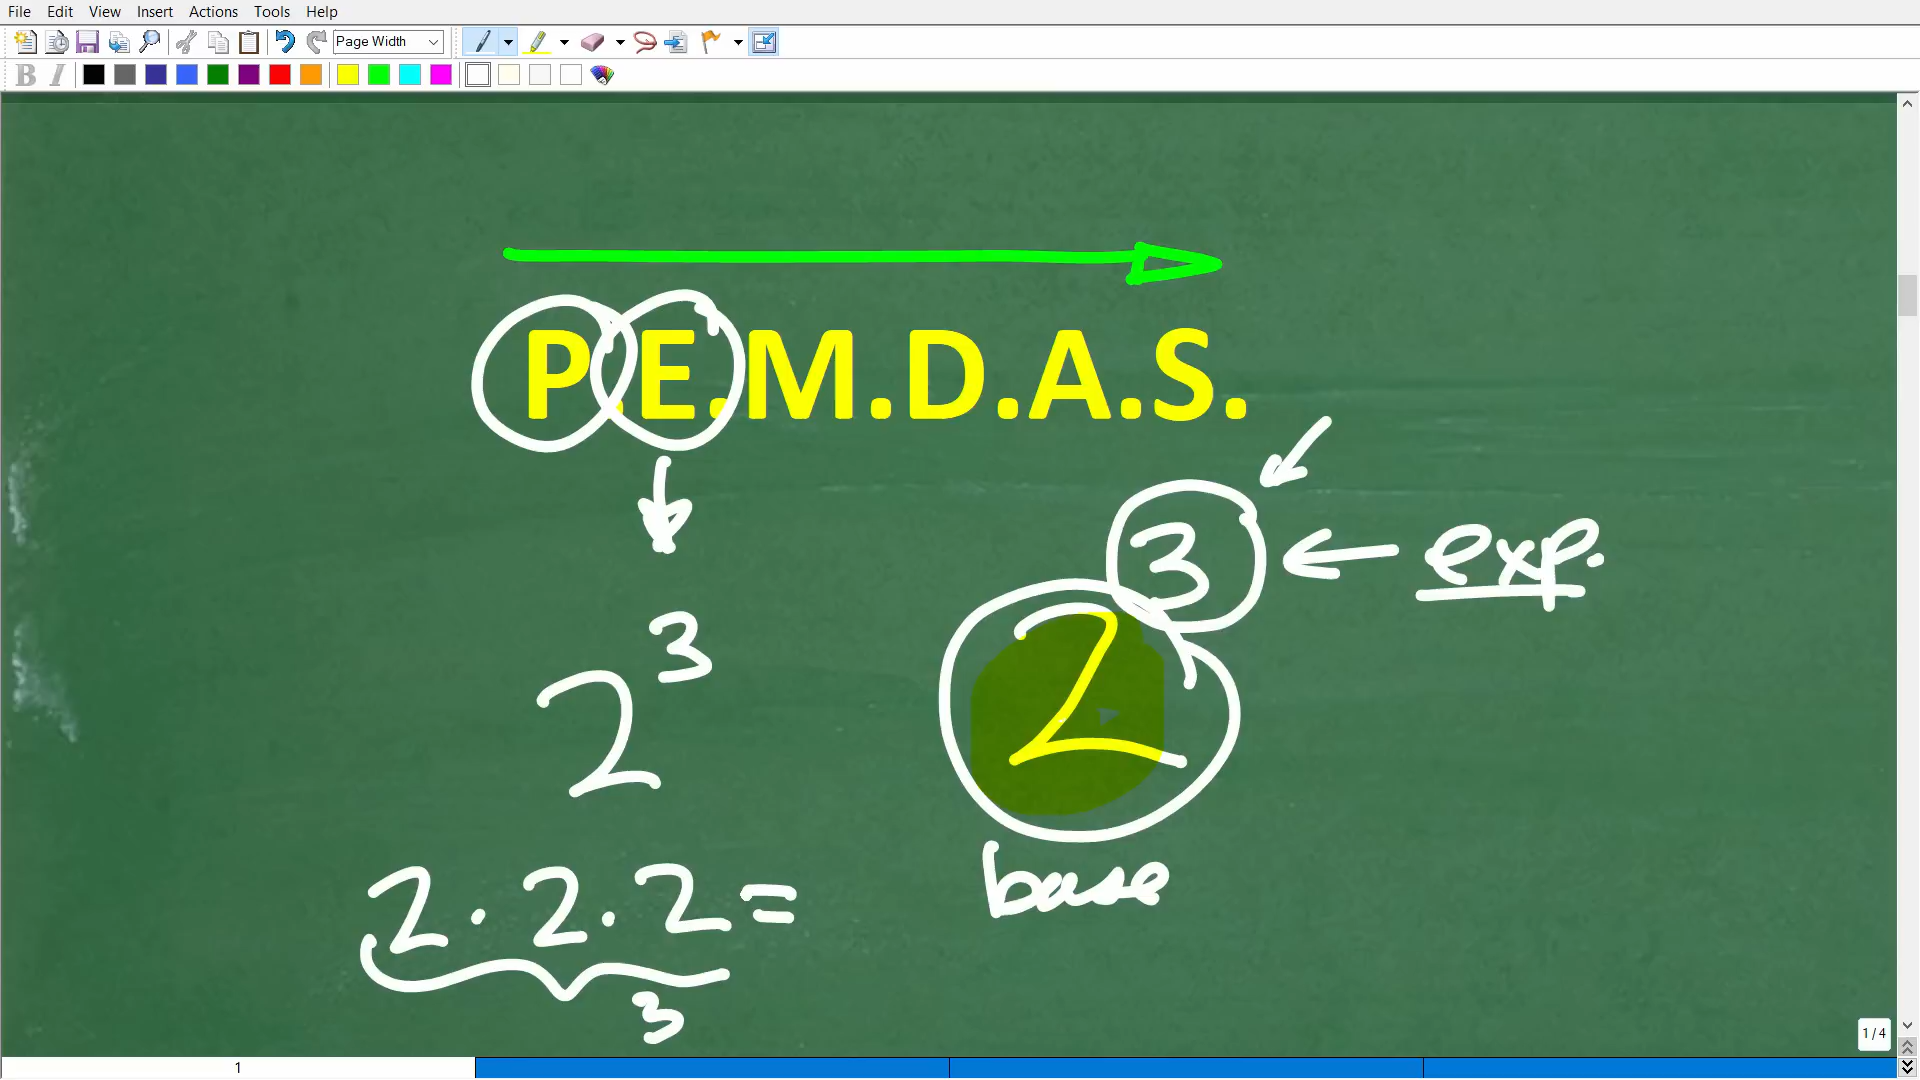 File Edit View Insert Actions Tools Help
Page Width
B I
P.E.M.D.A.S.
3 ← exp.
2³ 2
base
2 · 2 · 2 =
3
1 / 4
1